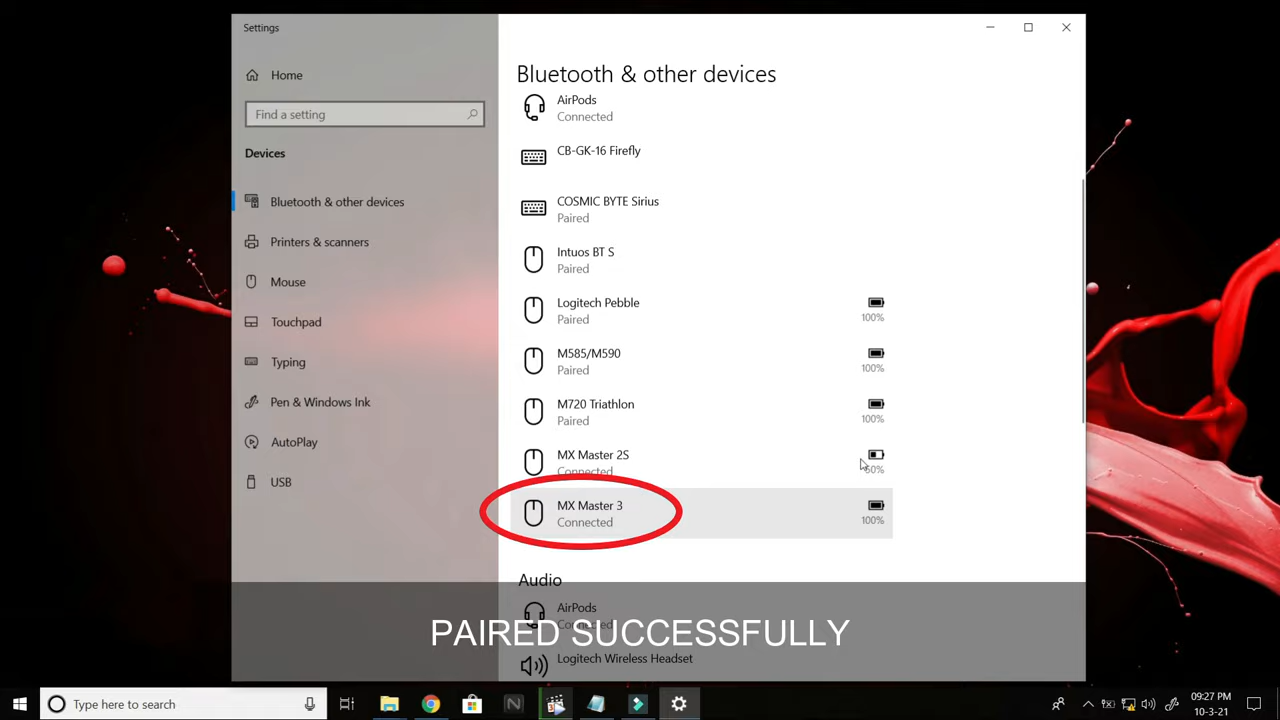 Settings
Home
Find a setting
Devices
Bluetooth & other devices
Printers & scanners
Mouse
Touchpad
Typing
Pen & Windows Ink
AutoPlay
USB
Bluetooth & other devices
AirPods
Connected
CB-GK-16 Firefly
COSMIC BYTE Sirius
Paired
Intuos BT S
Paired
Logitech Pebble
Paired
100%
M585/M590
Paired
100%
M720 Triathlon
Paired
100%
MX Master 2S
Connected
MX Master 3
Connected
100%
Audio
AirPods
Connected
PAIRED SUCCESSFULLY
Logitech Wireless Headset
Type here to search
09:27 PM
10-3-21